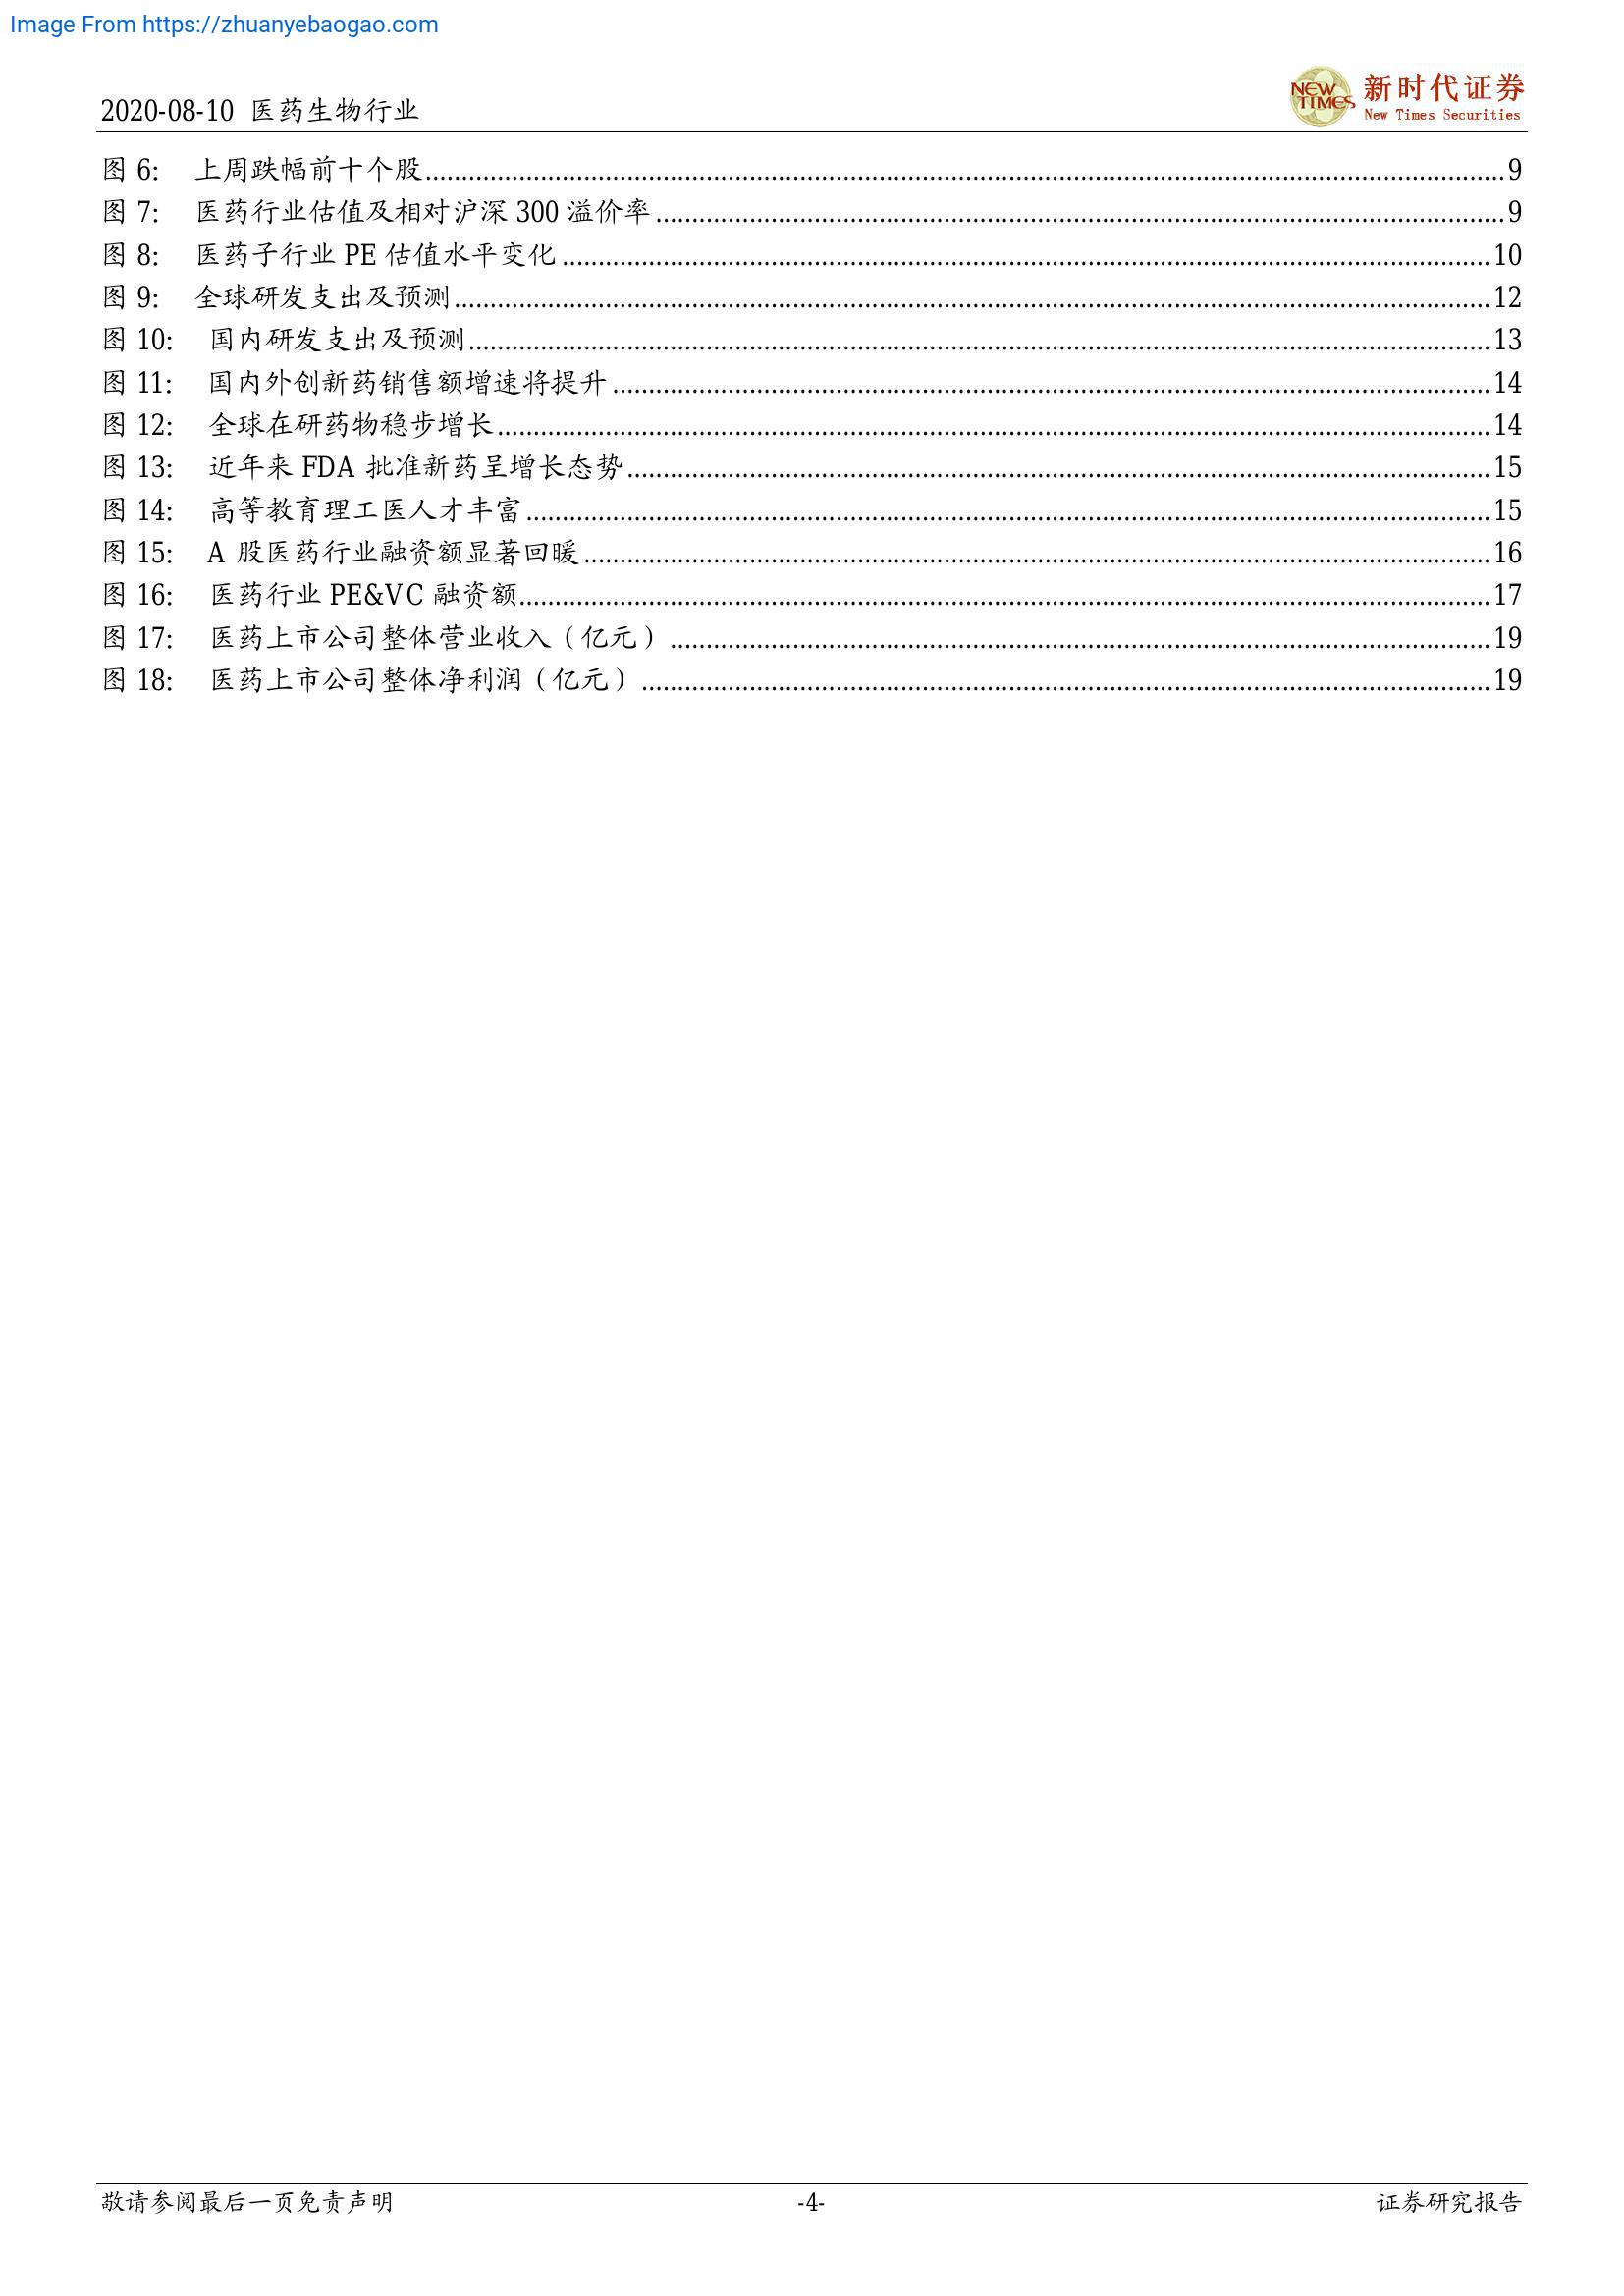 Image From https://zhuanyebaogao.com
2020-08-10 医药生物行业
NEW TIMES 新时代证券
New Times Securities
图 6: 上周跌幅前十个股 9
图 7: 医药行业估值及相对沪深 300 溢价率 9
图 8: 医药子行业 PE 估值水平变化 10
图 9: 全球研发支出及预测 12
图 10: 国内研发支出及预测 13
图 11: 国内外创新药销售额增速将提升 14
图 12: 全球在研药物稳步增长 14
图 13: 近年来 FDA 批准新药呈增长态势 15
图 14: 高等教育理工医人才丰富 15
图 15: A 股医药行业融资额显著回暖 16
图 16: 医药行业 PE&VC 融资额 17
图 17: 医药上市公司整体营业收入（亿元） 19
图 18: 医药上市公司整体净利润（亿元） 19
敬请参阅最后一页免责声明 -4- 证券研究报告